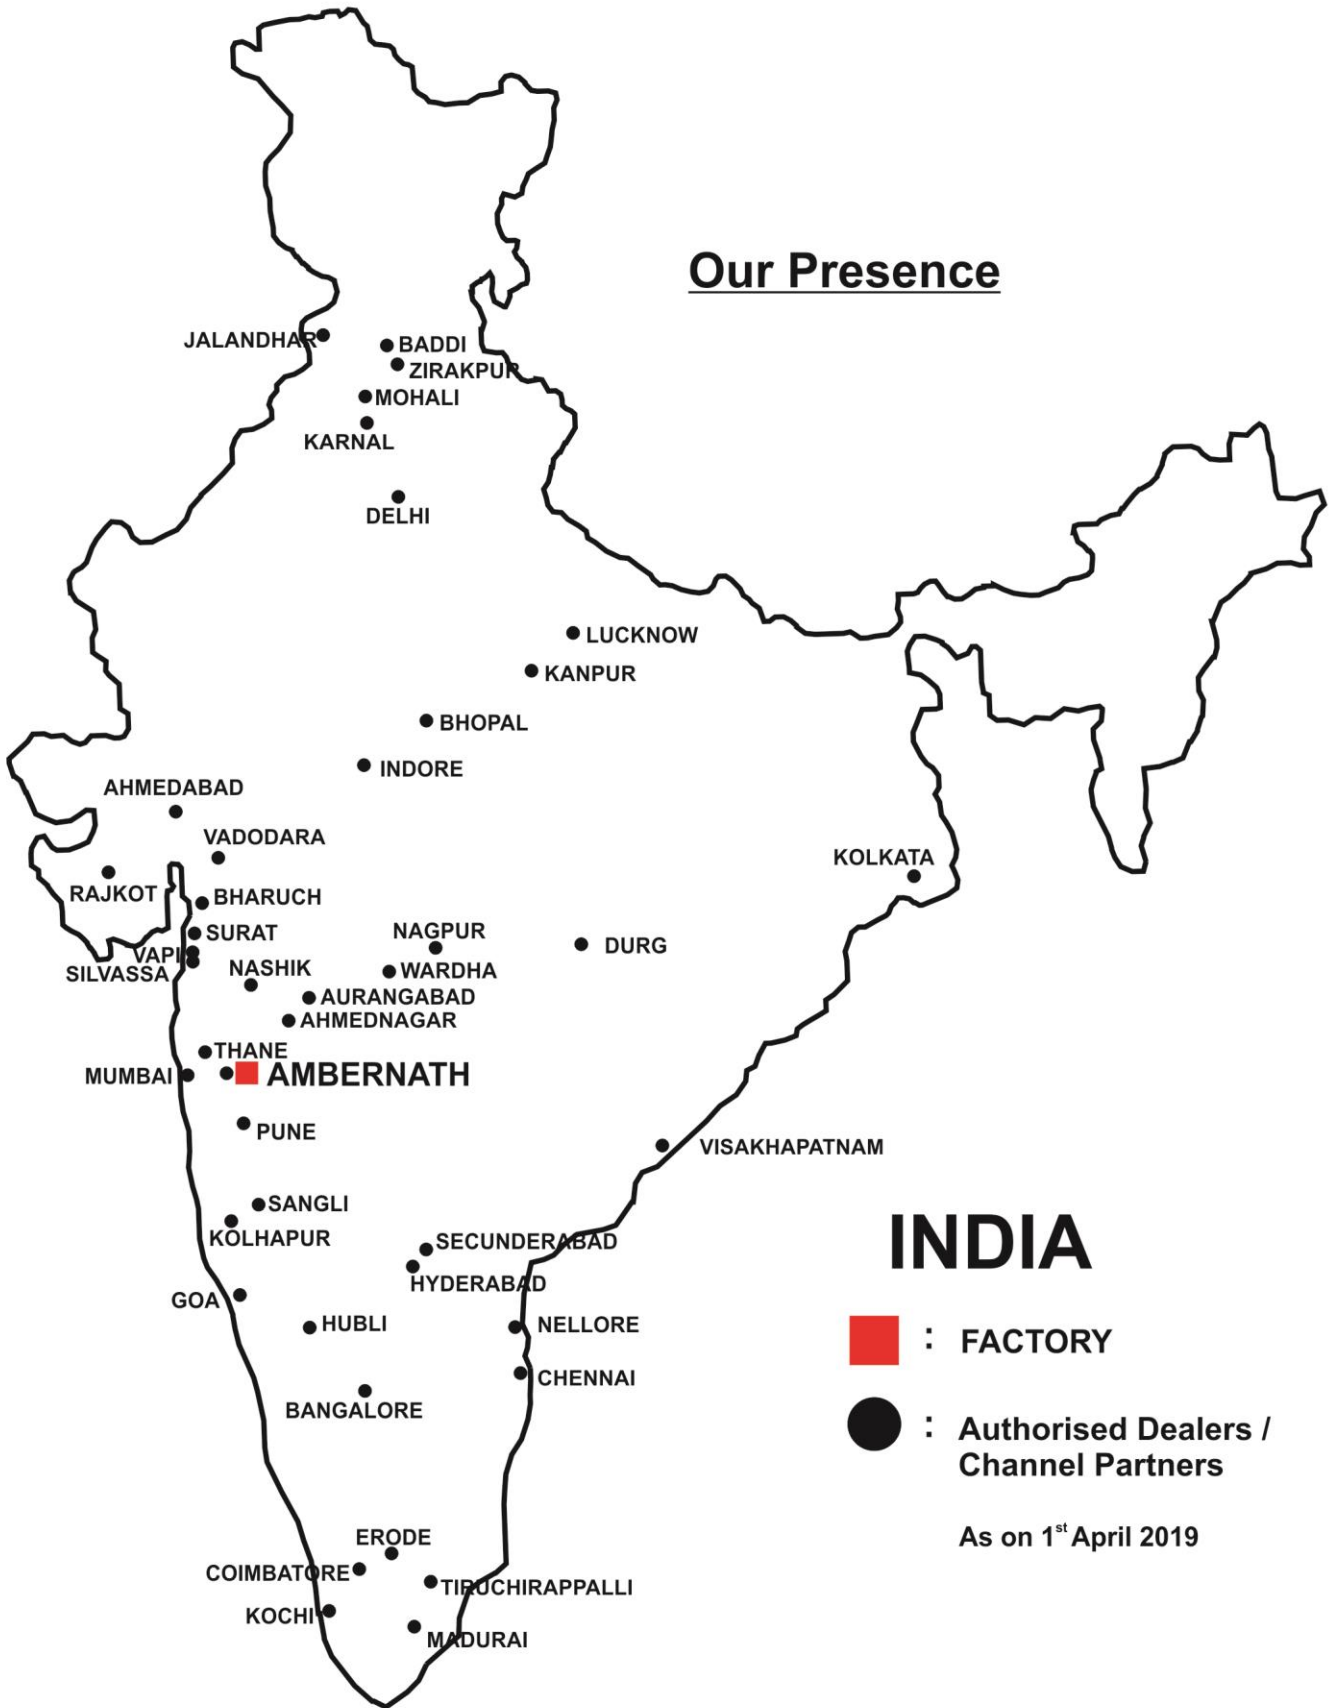 Our Presence
JALANDHAR
BADDI
ZIRAKPUR
MOHALI
KARNAL
DELHI
LUCKNOW
KANPUR
BHOPAL
INDORE
AHMEDABAD
VADODARA
KOLKATA
RAJKOT
BHARUCH
SURAT
NAGPUR
DURG
VAPI
SILVASSA
NASHIK
WARDHA
AURANGABAD
AHMEDNAGAR
THANE
MUMBAI
AMBERNATH
PUNE
VISAKHAPATNAM
SANGLI
KOLHAPUR
SECUNDERABAD
HYDERABAD
GOA
HUBLI
NELLORE
CHENNAI
BANGALORE
ERODE
COIMBATORE
TIRUCHIRAPPALLI
KOCHI
MADURAI
INDIA
: FACTORY
: Authorised Dealers /
Channel Partners
As on 1st April 2019